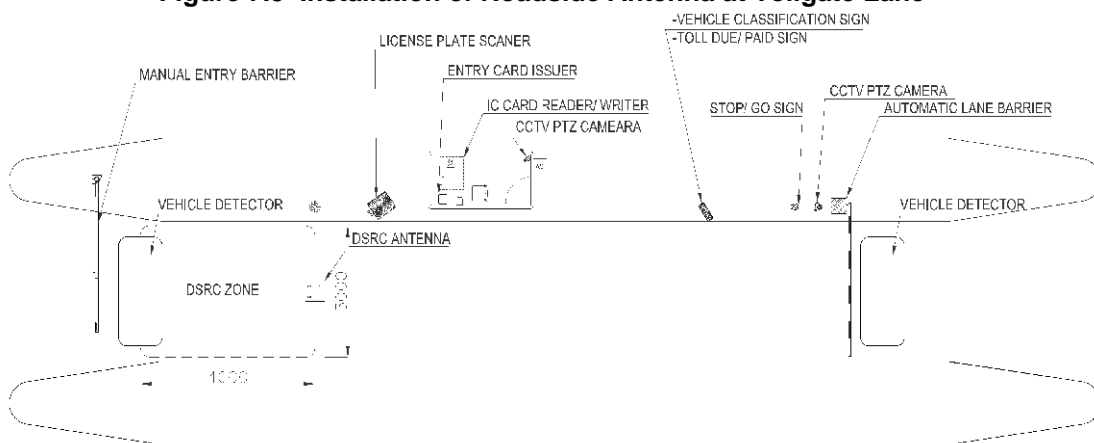 Figure Installation of Roadside Antenna at Tollgate Lane
-VEHICLE CLASSIFICATION SIGN
-TOLL DUE/ PAID SIGN
LICENSE PLATE SCANER
MANUAL ENTRY BARRIER
ENTRY CARD ISSUER
CCTV PTZ CAMERA
IC CARD READER/ WRITER
STOP/ GO SIGN
AUTOMATIC LANE BARRIER
CCTV PTZ CAMEARA
VEHICLE DETECTOR
VEHICLE DETECTOR
DSRC ANTENNA
DSRC ZONE
3000